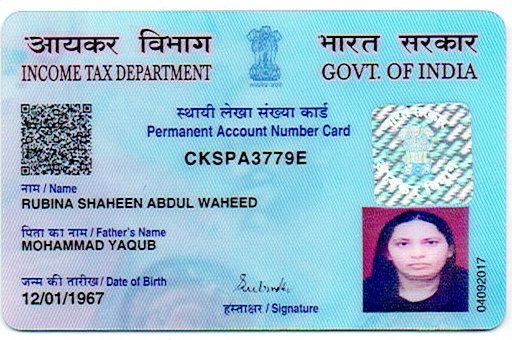 आयकर विभाग
INCOME TAX DEPARTMENT
भारत सरकार
GOVT. OF INDIA
स्थायी लेखा संख्या कार्ड
Permanent Account Number Card
CKSPA3779E
नाम / Name
RUBINA SHAHEEN ABDUL WAHEED
पिता का नाम / Father's Name
MOHAMMAD YAQUB
जन्म की तारीख / Date of Birth
12/01/1967
हस्ताक्षर / Signature
04092017